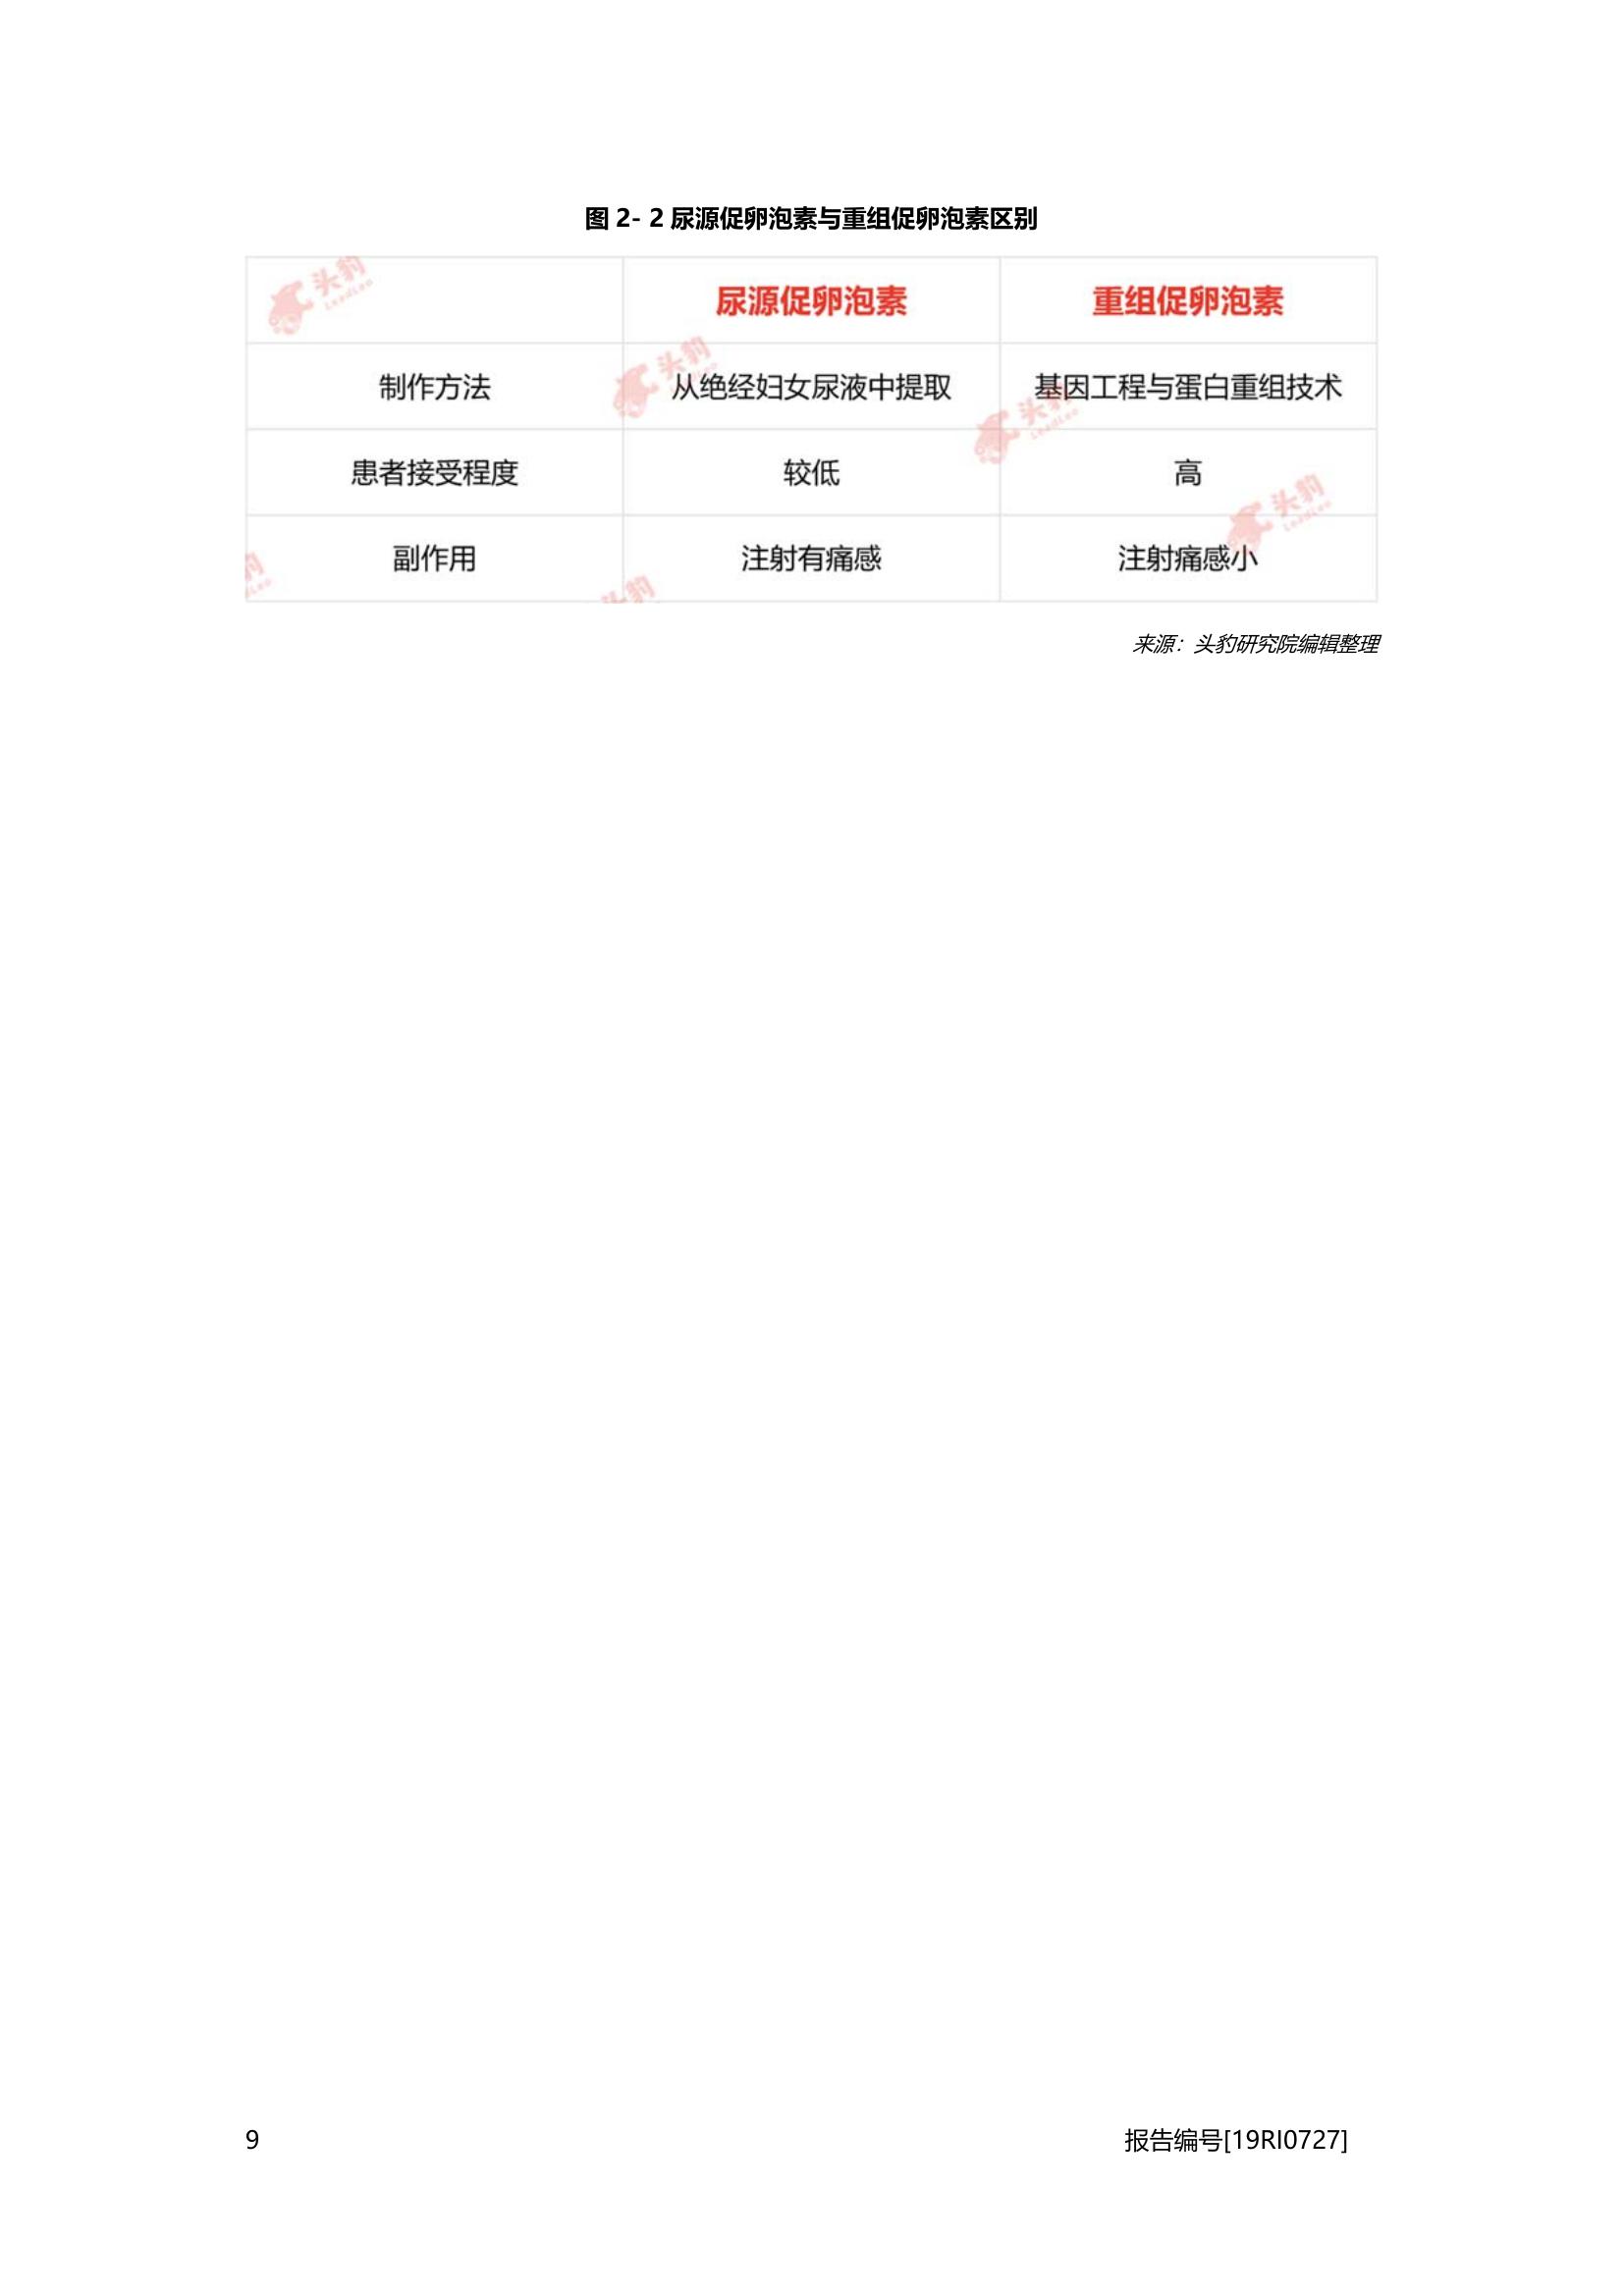 图 2- 2 尿源促卵泡素与重组促卵泡素区别
头豹
LeadLeo
尿源促卵泡素 重组促卵泡素
制作方法 从绝经妇女尿液中提取 基因工程与蛋白重组技术
患者接受程度 较低 高
副作用 注射有痛感 注射痛感小
来源：头豹研究院编辑整理
9 报告编号[19RI0727]